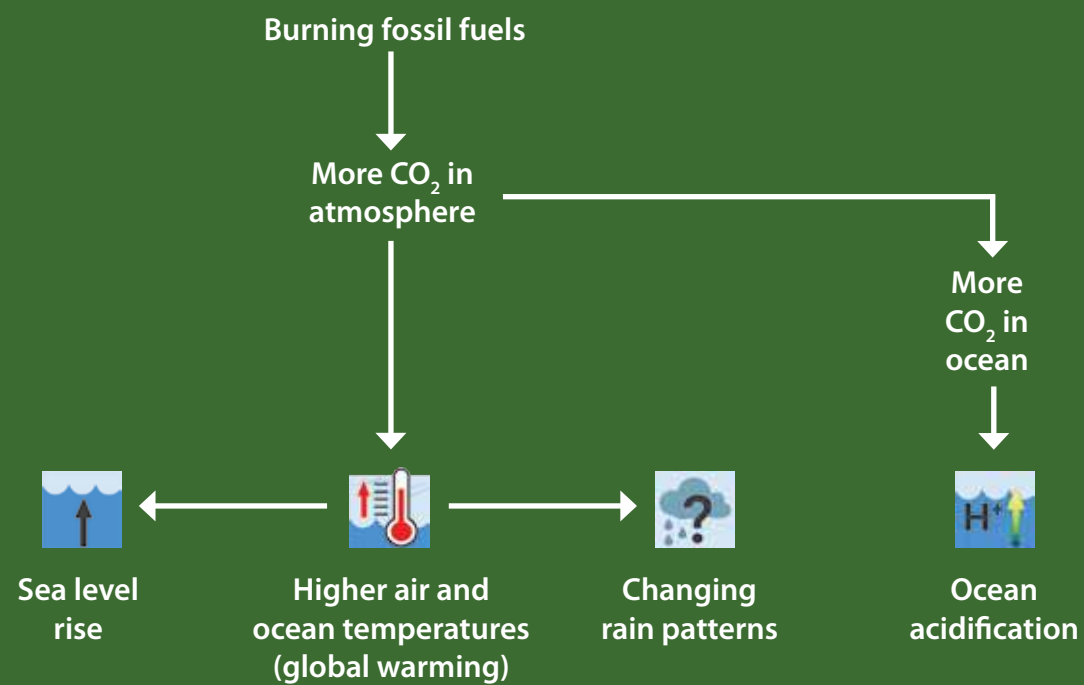 Burning fossil fuels
More CO₂ in
atmosphere
More
CO₂ in
ocean
H⁺
?
Sea level
rise
Higher air and
ocean temperatures
(global warming)
Changing
rain patterns
Ocean
acidification